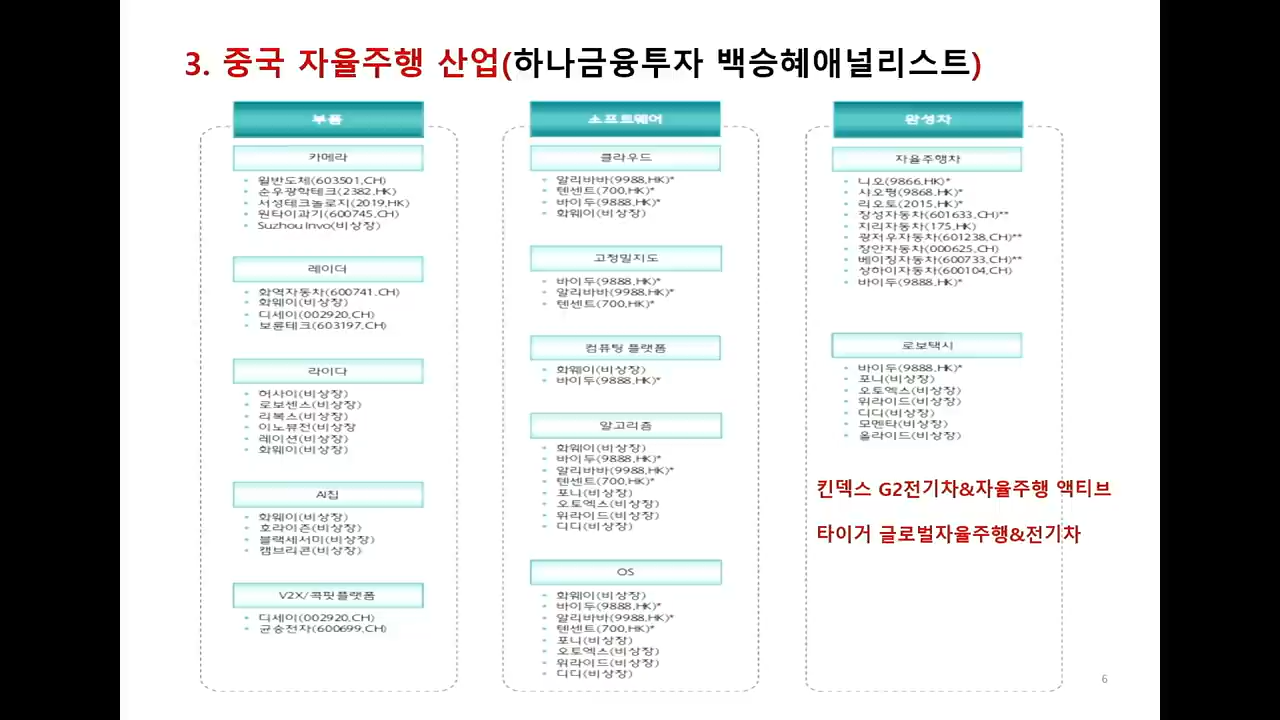 3. 중국 자율주행 산업(하나금융투자 백승혜애널리스트)
부품
카메라
윌반도체(603501,CH)
순우광학테크(2382,HK)
서성테크놀로지(2019,HK)
원타이과기(600745,CH)
Suzhou Invo(비상장)
레이더
화역자동차(600741,CH)
화웨이(비상장)
디세이(002920,CH)
보륭테크(603197,CH)
라이다
허사이(비상장)
로보센스(비상장)
리복스(비상장)
이노뷰전(비상장
레이션(비상장)
화웨이(비상장)
AI칩
화웨이(비상장)
호라이즌(비상장)
블랙세서미(비상장)
캠브리콘(비상장)
V2X/콕핏플랫폼
디세이(002920,CH)
균승전자(600699,CH)
소프트웨어
클라우드
알리바바(9988,HK)*
텐센트(700,HK)*
바이두(9888,HK)*
화웨이(비상장)
고정밀지도
바이두(9888,HK)*
알리바바(9988,HK)*
텐센트(700,HK)*
컴퓨팅 플랫폼
화웨이(비상장)
바이두(9888,HK)*
알고리즘
화웨이(비상장)
바이두(9888,HK)*
알리바바(9988,HK)*
텐센트(700,HK)*
포니(비상장)
오토엑스(비상장)
위라이드(비상장)
디디(비상장)
OS
화웨이(비상장)
바이두(9888,HK)*
알리바바(9988,HK)*
텐센트(700,HK)*
포니(비상장)
오토엑스(비상장)
위라이드(비상장)
디디(비상장)
완성차
자율주행차
니오(9866,HK)*
샤오펑(9868,HK)*
리오토(2015,HK)*
장성자동차(601633,CH)**
지리자동차(175,HK)
광저우자동차(601238,CH)**
장안자동차(000625,CH)
베이징자동차(600733,CH)**
상하이자동차(600104,CH)
바이두(9888,HK)*
로보택시
바이두(9888,HK)*
포니(비상장)
오토엑스(비상장)
위라이드(비상장)
디디(비상장)
모멘타(비상장)
올라이드(비상장)
킨덱스 G2전기차&자율주행 액티브
타이거 글로벌자율주행&전기차
6